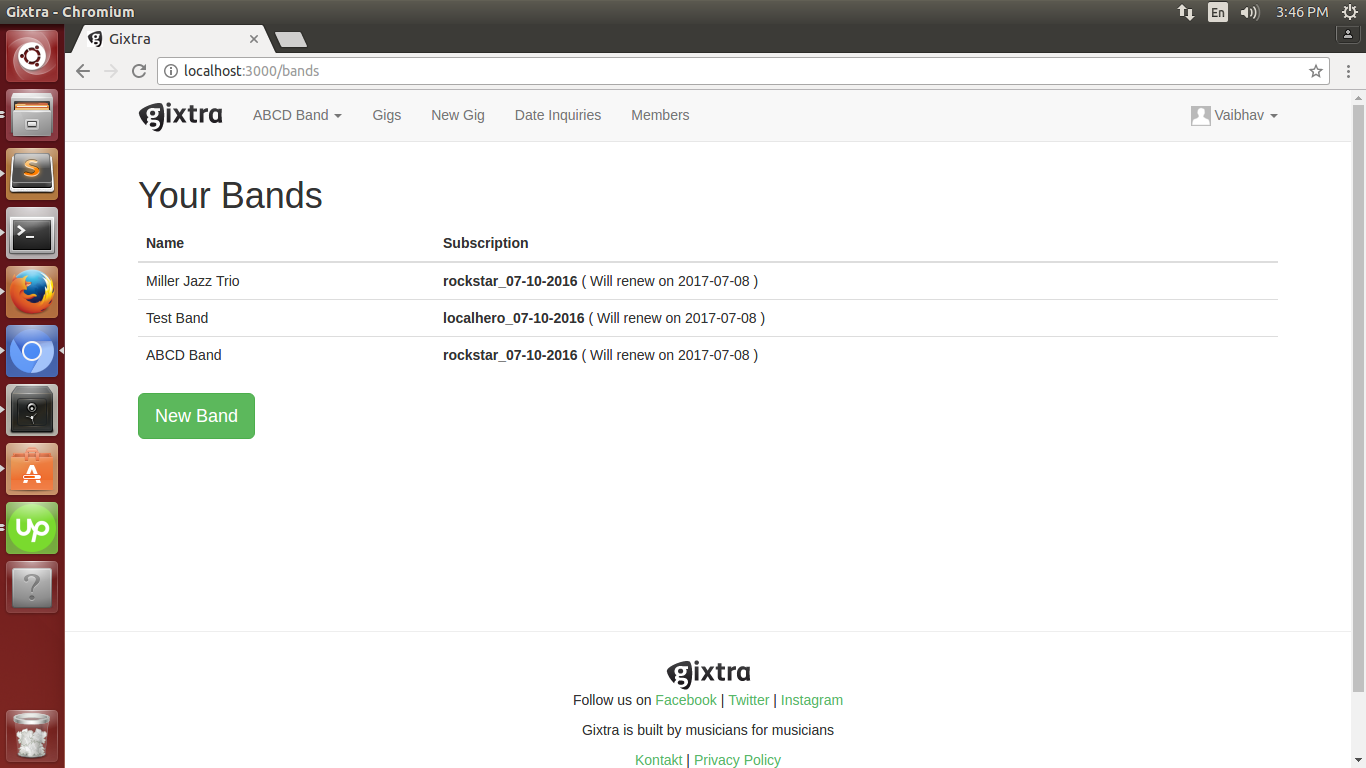 Gixtra - Chromium
En
3:46 PM
Gixtra
localhost:3000/bands
gixtra ABCD Band Gigs New Gig Date Inquiries Members Vaibhav
Your Bands
Name Subscription
Miller Jazz Trio rockstar_07-10-2016 ( Will renew on 2017-07-08 )
Test Band localhero_07-10-2016 ( Will renew on 2017-07-08 )
ABCD Band rockstar_07-10-2016 ( Will renew on 2017-07-08 )
New Band
gixtra
Follow us on Facebook | Twitter | Instagram
Gixtra is built by musicians for musicians
Kontakt | Privacy Policy
S
>_
A
Up
?